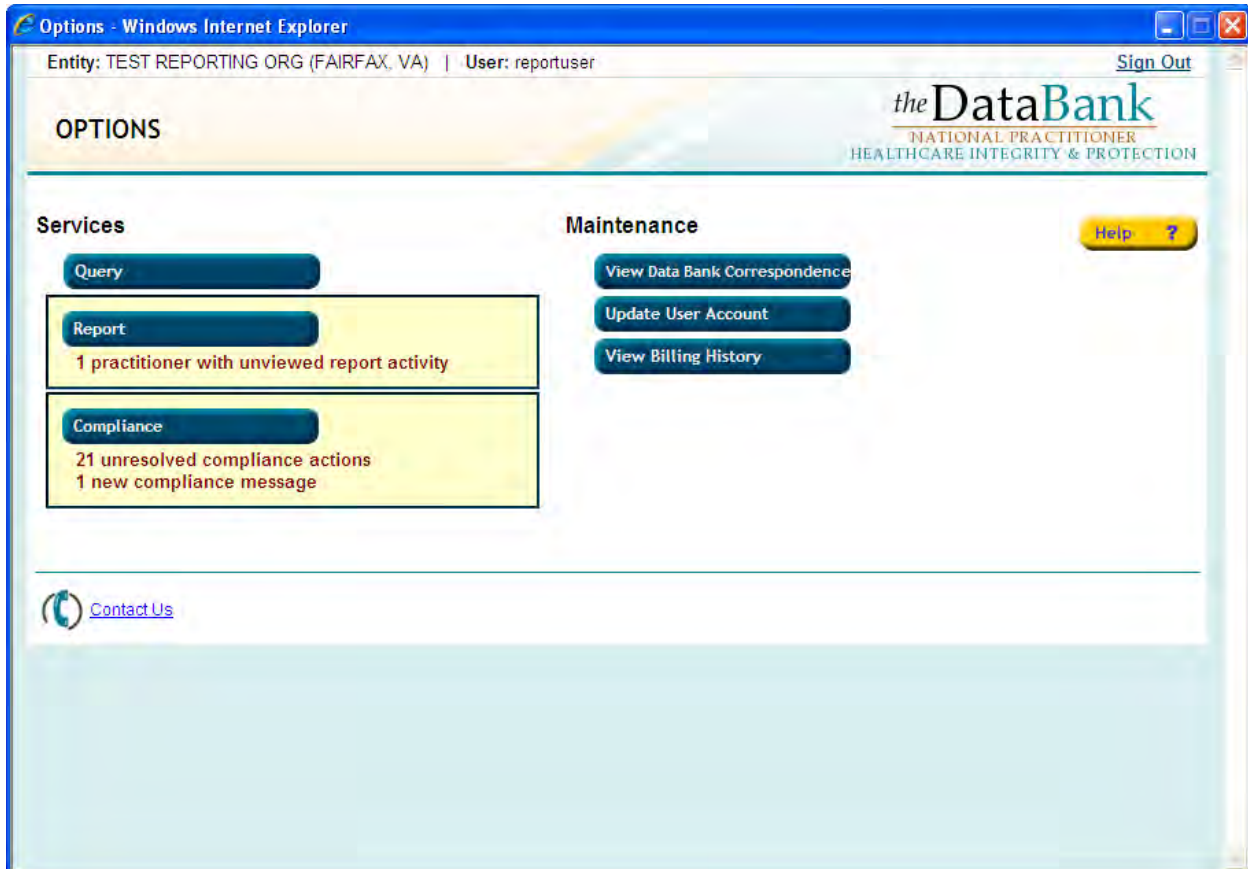 Options - Windows Internet Explorer
Entity: TEST REPORTING ORG (FAIRFAX, VA) | User: reportuser
Sign Out
OPTIONS
the DataBank
NATIONAL PRACTITIONER
HEALTHCARE INTEGRITY & PROTECTION
Services
Query
Report
1 practitioner with unviewed report activity
Compliance
21 unresolved compliance actions
1 new compliance message
Maintenance
View Data Bank Correspondence
Update User Account
View Billing History
Help ?
Contact Us